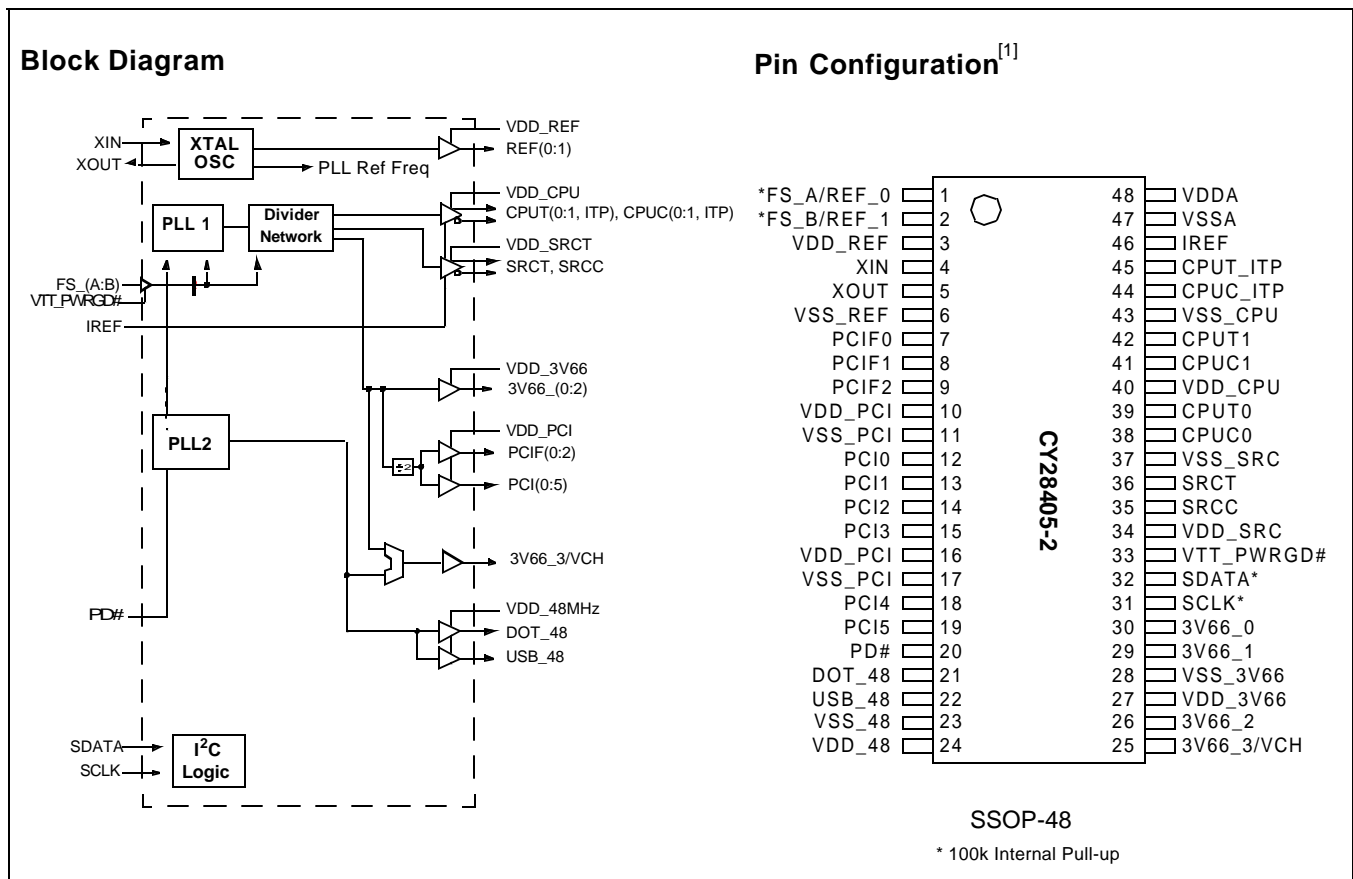 Block Diagram
XIN
XOUT
XTAL
OSC
PLL Ref Freq
VDD_REF
REF(0:1)
PLL 1
Divider
Network
VDD_CPU
CPUT(0:1, ITP), CPUC(0:1, ITP)
VDD_SRCT
SRCT, SRCC
FS_(A:B)
VTT_PWRGD#
IREF
VDD_3V66
3V66_(0:2)
PLL2
VDD_PCI
PCIF(0:2)
÷2
PCI(0:5)
3V66_3/VCH
PD#
VDD_48MHz
DOT_48
USB_48
SDATA
SCLK
I2C
Logic
Pin Configuration[1]
*FS_A/REF_0 1
*FS_B/REF_1 2
VDD_REF 3
XIN 4
XOUT 5
VSS_REF 6
PCIF0 7
PCIF1 8
PCIF2 9
VDD_PCI 10
VSS_PCI 11
PCI0 12
PCI1 13
PCI2 14
PCI3 15
VDD_PCI 16
VSS_PCI 17
PCI4 18
PCI5 19
PD# 20
DOT_48 21
USB_48 22
VSS_48 23
VDD_48 24
CY28405-2
48 VDDA
47 VSSA
46 IREF
45 CPUT_ITP
44 CPUC_ITP
43 VSS_CPU
42 CPUT1
41 CPUC1
40 VDD_CPU
39 CPUT0
38 CPUC0
37 VSS_SRC
36 SRCT
35 SRCC
34 VDD_SRC
33 VTT_PWRGD#
32 SDATA*
31 SCLK*
30 3V66_0
29 3V66_1
28 VSS_3V66
27 VDD_3V66
26 3V66_2
25 3V66_3/VCH
SSOP-48
* 100k Internal Pull-up